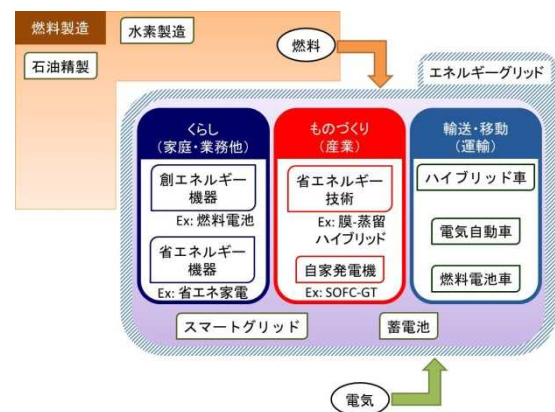 燃料製造
水素製造
石油精製
燃料
エネルギーグリッド
くらし
(家庭・業務他)
創エネルギー
機器
Ex: 燃料電池
省エネルギー
機器
Ex: 省エネ家電
ものづくり
(産業)
省エネルギー
技術
Ex: 膜-蒸留
ハイブリッド
自家発電機
Ex: SOFC-GT
輸送・移動
(運輸)
ハイブリッド車
電気自動車
燃料電池車
スマートグリッド
蓄電池
電気